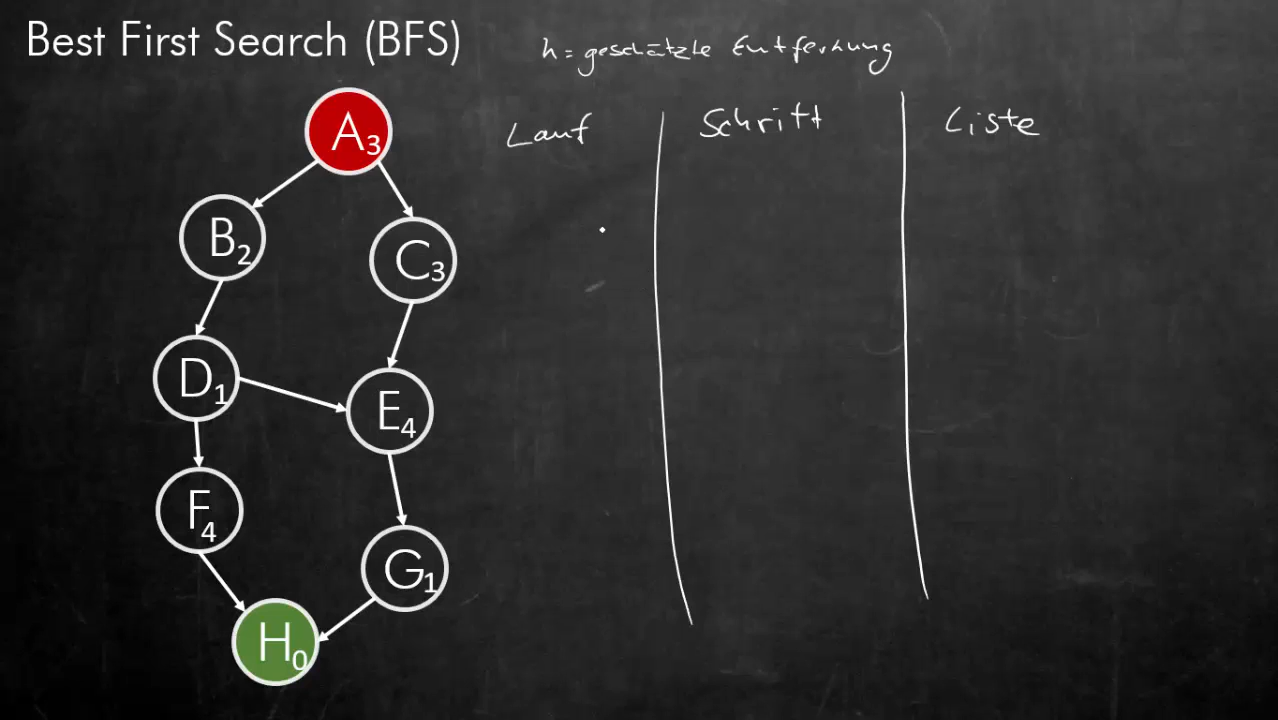 Best First Search (BFS)
h = geschätzte Entfernung
Lauf Schritt Liste
A3
B2
C3
D1
E4
F4
G1
H0